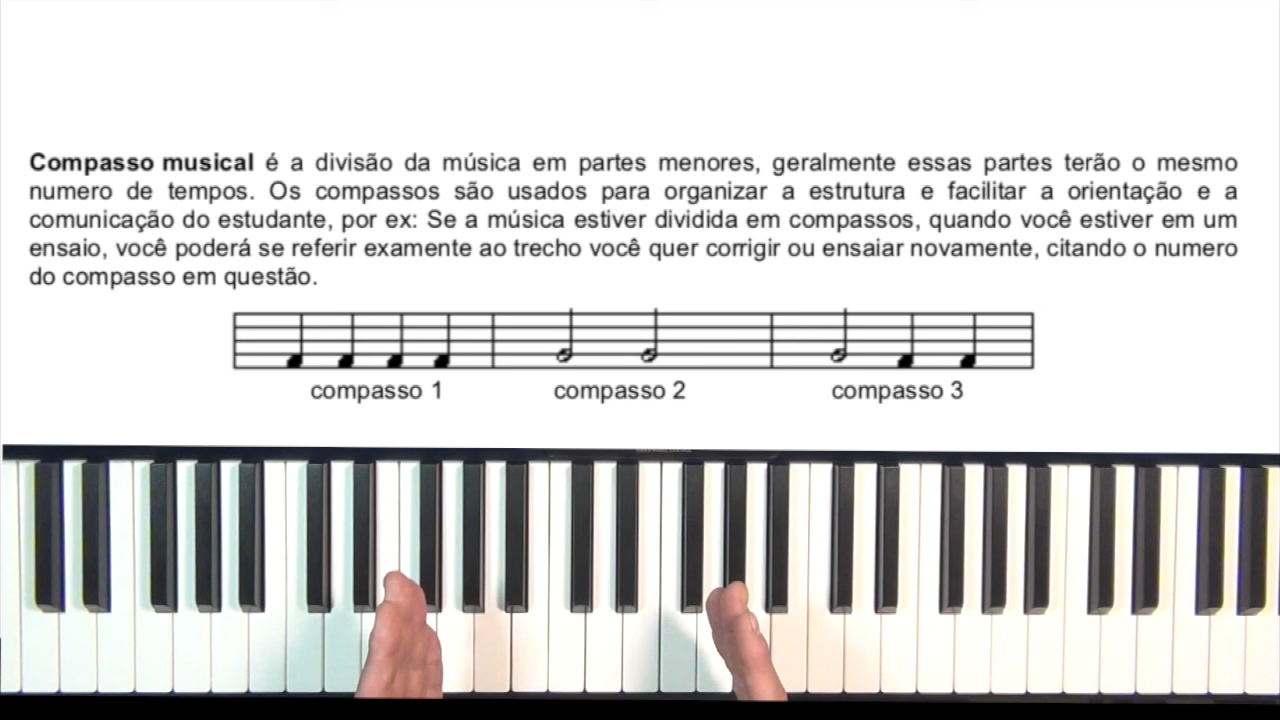 Compasso musical é a divisão da música em partes menores, geralmente essas partes terão o mesmo
numero de tempos. Os compassos são usados para organizar a estrutura e facilitar a orientação e a
comunicação do estudante, por ex: Se a música estiver dividida em compassos, quando você estiver em um
ensaio, você poderá se referir examente ao trecho você quer corrigir ou ensaiar novamente, citando o numero
do compasso em questão.
compasso 1 compasso 2 compasso 3